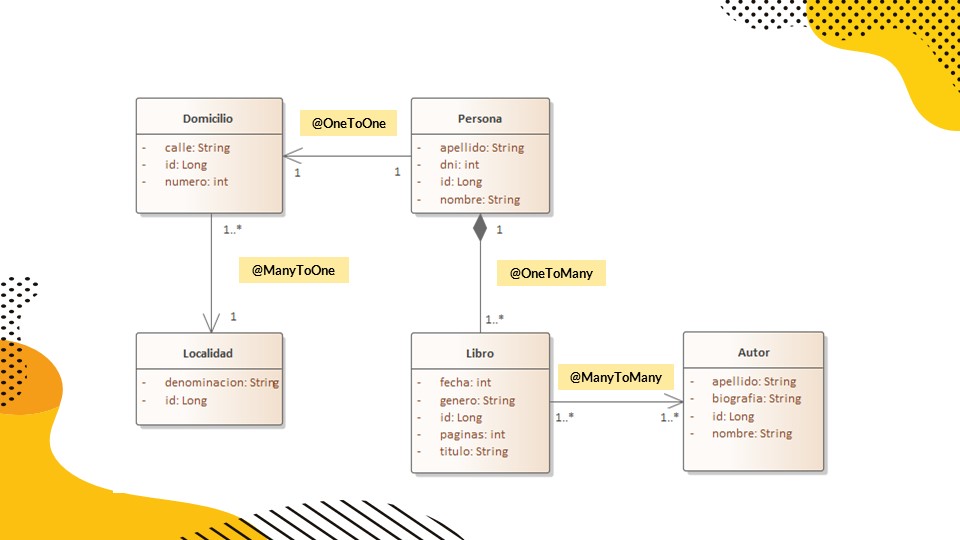 Domicilio
- calle: String
- id: Long
- numero: int
@OneToOne
1
1
Persona
- apellido: String
- dni: int
- id: Long
- nombre: String
1..*
@ManyToOne
1
1
@OneToMany
1..*
Localidad
- denominacion: String
- id: Long
Libro
- fecha: int
- genero: String
- id: Long
- paginas: int
- titulo: String
@ManyToMany
1..*
1..*
Autor
- apellido: String
- biografia: String
- id: Long
- nombre: String